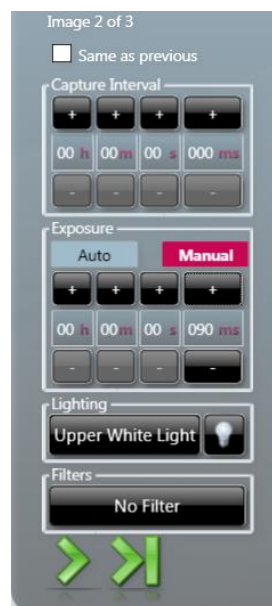 Image 2 of 3
Same as previous
Capture Interval
+ + + +
00 h 00 m 00 s 000 ms
- - - -
Exposure
Auto Manual
+ + + +
00 h 00 m 00 s 090 ms
- - - -
Lighting
Upper White Light
Filters
No Filter